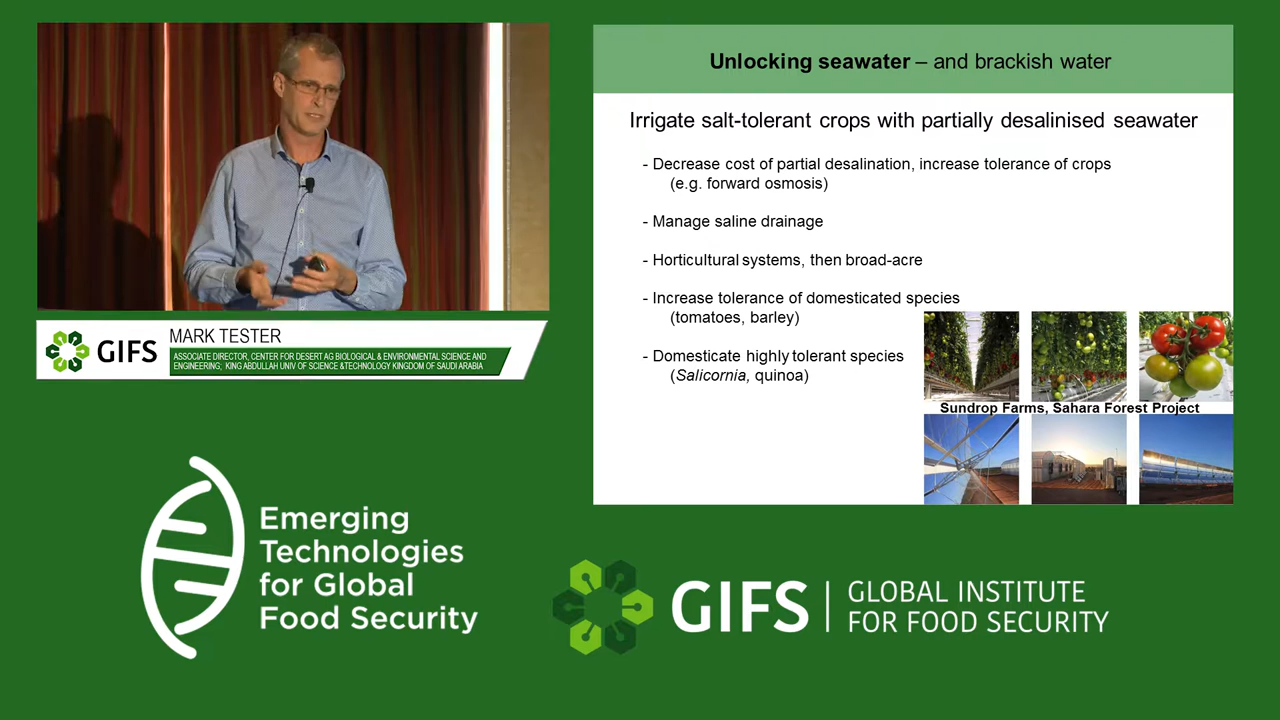 Unlocking seawater – and brackish water
Irrigate salt-tolerant crops with partially desalinised seawater
- Decrease cost of partial desalination, increase tolerance of crops
(e.g. forward osmosis)
- Manage saline drainage
- Horticultural systems, then broad-acre
- Increase tolerance of domesticated species
(tomatoes, barley)
- Domesticate highly tolerant species
(Salicornia, quinoa)
Sundrop Farms, Sahara Forest Project
GIFS
MARK TESTER
ASSOCIATE DIRECTOR, CENTER FOR DESERT AG BIOLOGICAL & ENVIRONMENTAL SCIENCE AND
ENGINEERING; KING ABDULLAH UNIV OF SCIENCE &TECHNOLOGY KINGDOM OF SAUDI ARABIA
Emerging
Technologies
for Global
Food Security
GIFS
GLOBAL INSTITUTE
FOR FOOD SECURITY